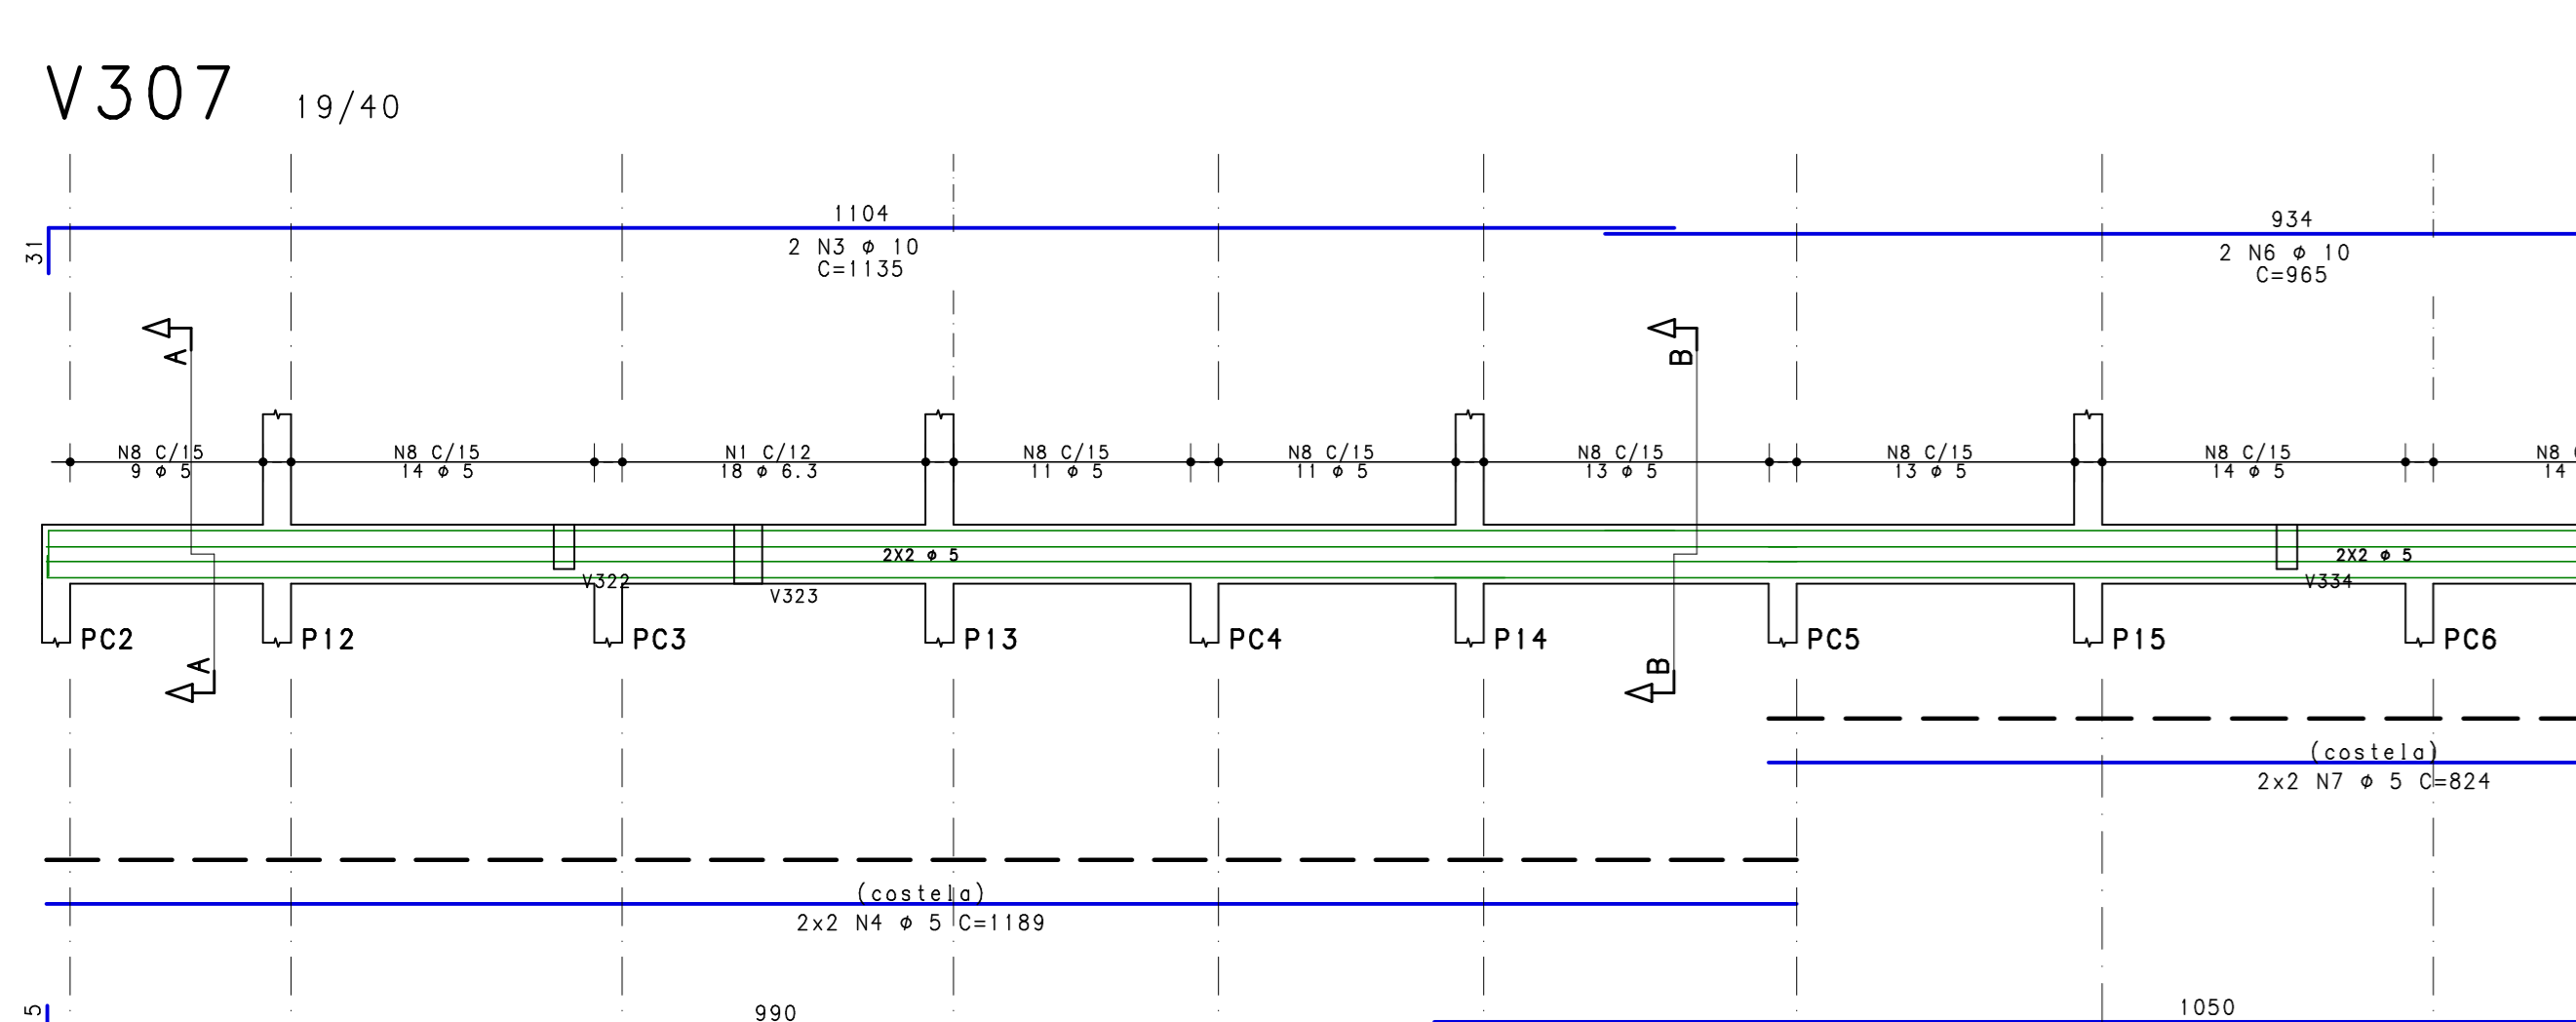 V307 19/40
1104
934
31
2 N3 ø 10
C=1135
2 N6 ø 10
C=965
A
B
N8 C/15
9 ø 5
N8 C/15
14 ø 5
N1 C/12
18 ø 6.3
N8 C/15
11 ø 5
N8 C/15
11 ø 5
N8 C/15
13 ø 5
N8 C/15
13 ø 5
N8 C/15
14 ø 5
N8
14
2X2 ø 5
2X2 ø 5
V322
V323
V334
PC2
P12
PC3
P13
PC4
P14
PC5
P15
PC6
A
B
(costela)
2x2 N7 ø 5 C=824
(costela)
2x2 N4 ø 5 C=1189
5
990
1050